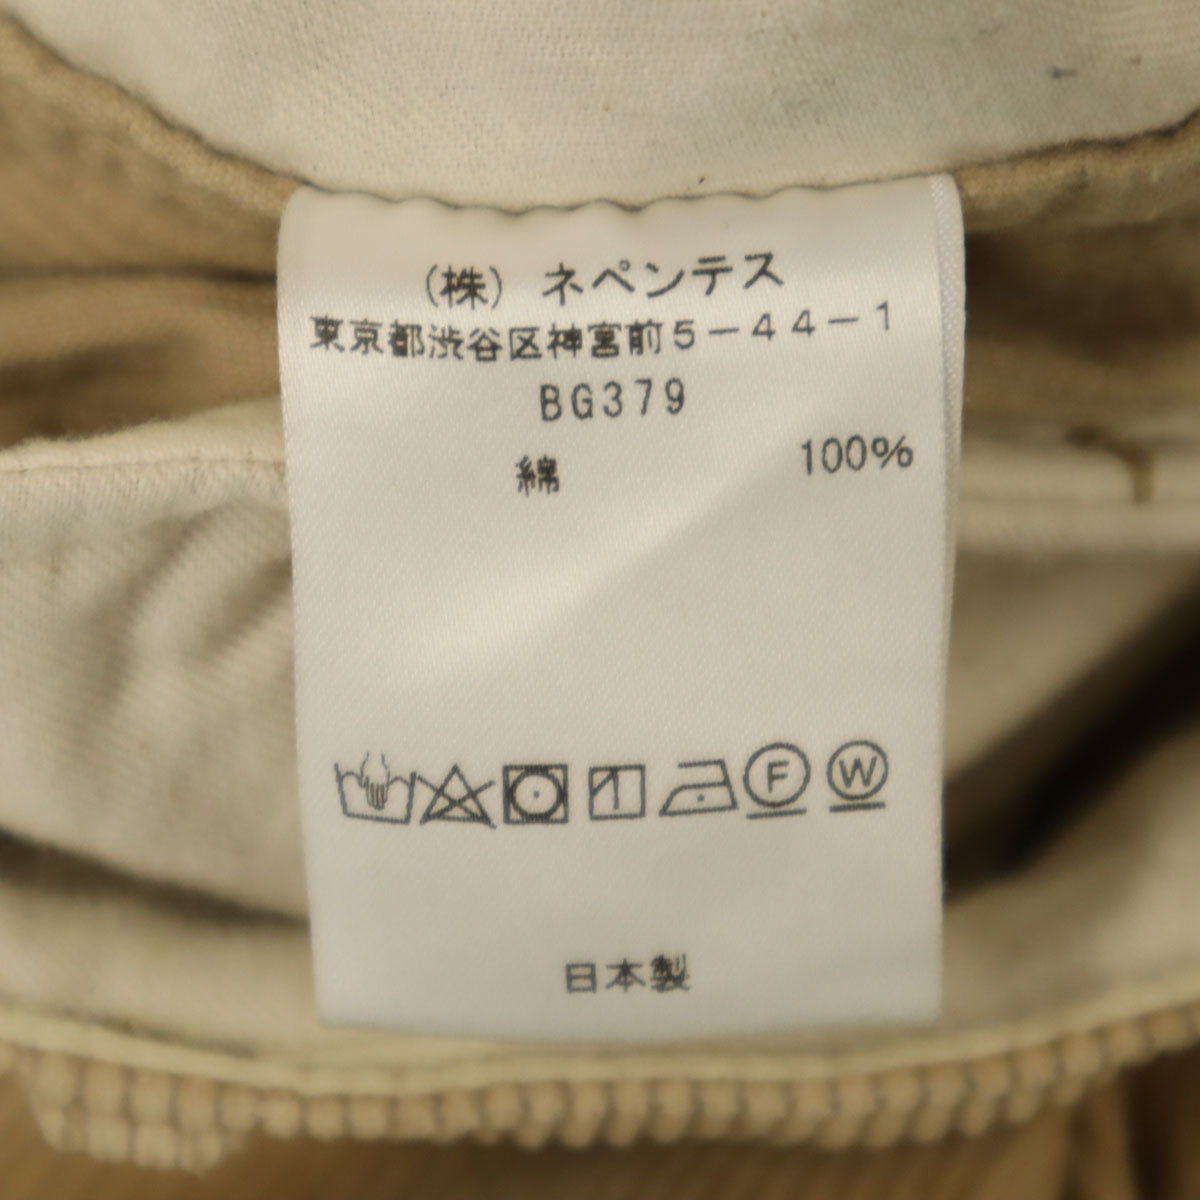 (株) ネペンテス
東京都渋谷区神宮前5-44-1
BG379
綿 100%
F W
日本製